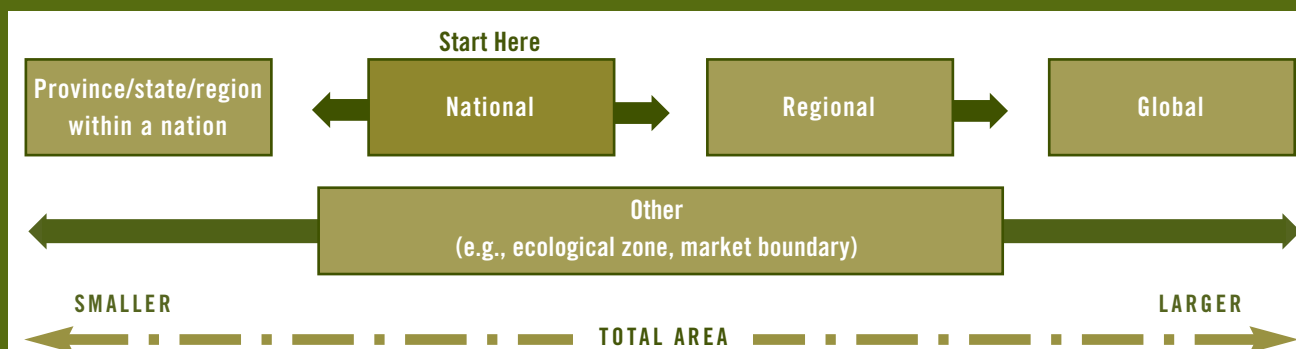 Start Here
Province/state/region
within a nation
National
Regional
Global
Other
(e.g., ecological zone, market boundary)
SMALLER
LARGER
TOTAL AREA